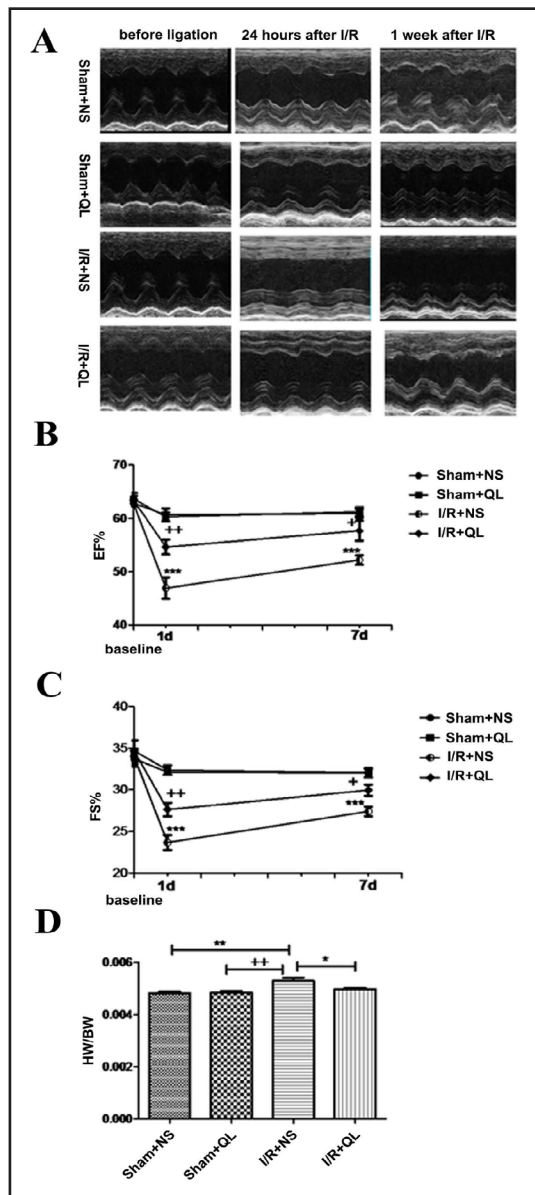 A
before ligation 24 hours after I/R 1 week after I/R
Sham+NS
Sham+QL
I/R+NS
I/R+QL
B
70
60
50
40
EF%
++
***
+
***
baseline 1d 7d
Sham+NS
Sham+QL
I/R+NS
I/R+QL
C
40
35
30
25
20
FS%
++
***
+
***
baseline 1d 7d
Sham+NS
Sham+QL
I/R+NS
I/R+QL
D
0.006
0.004
0.002
0.000
HW/BW
**
++
*
Sham+NS
Sham+QL
I/R+NS
I/R+QL